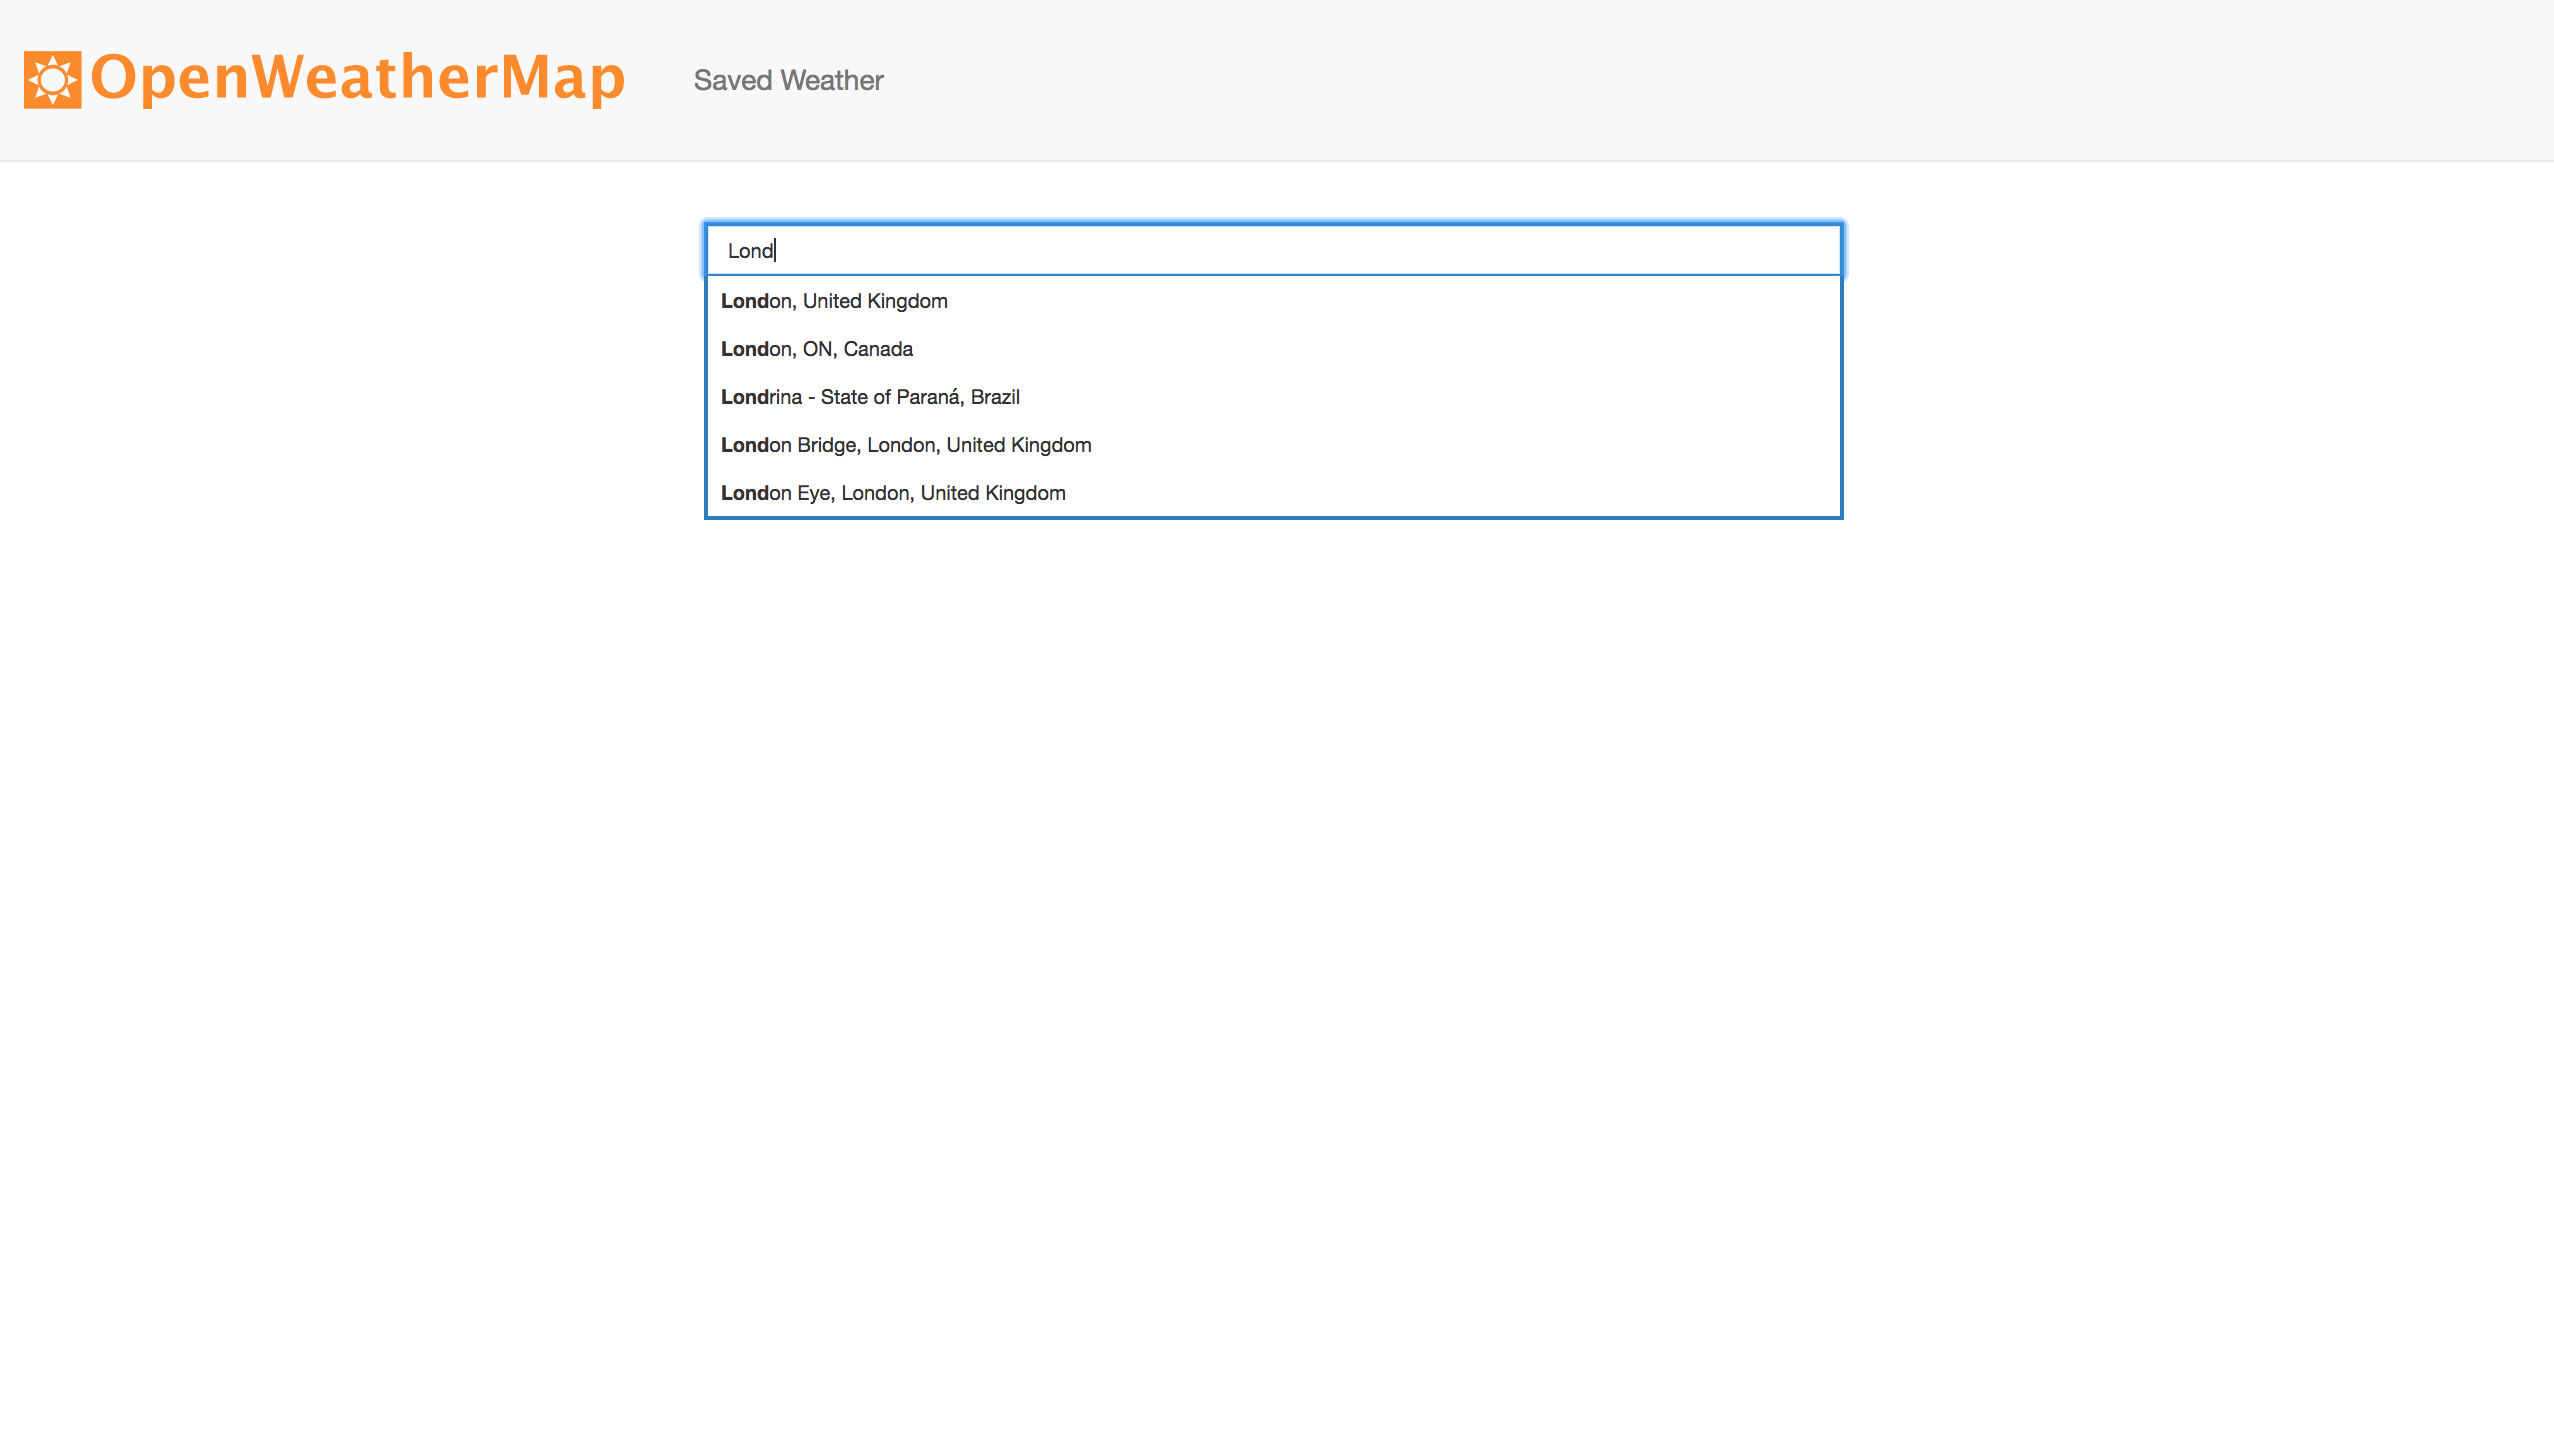 OpenWeatherMap Saved Weather
Lond
London, United Kingdom
London, ON, Canada
Londrina - State of Paraná, Brazil
London Bridge, London, United Kingdom
London Eye, London, United Kingdom